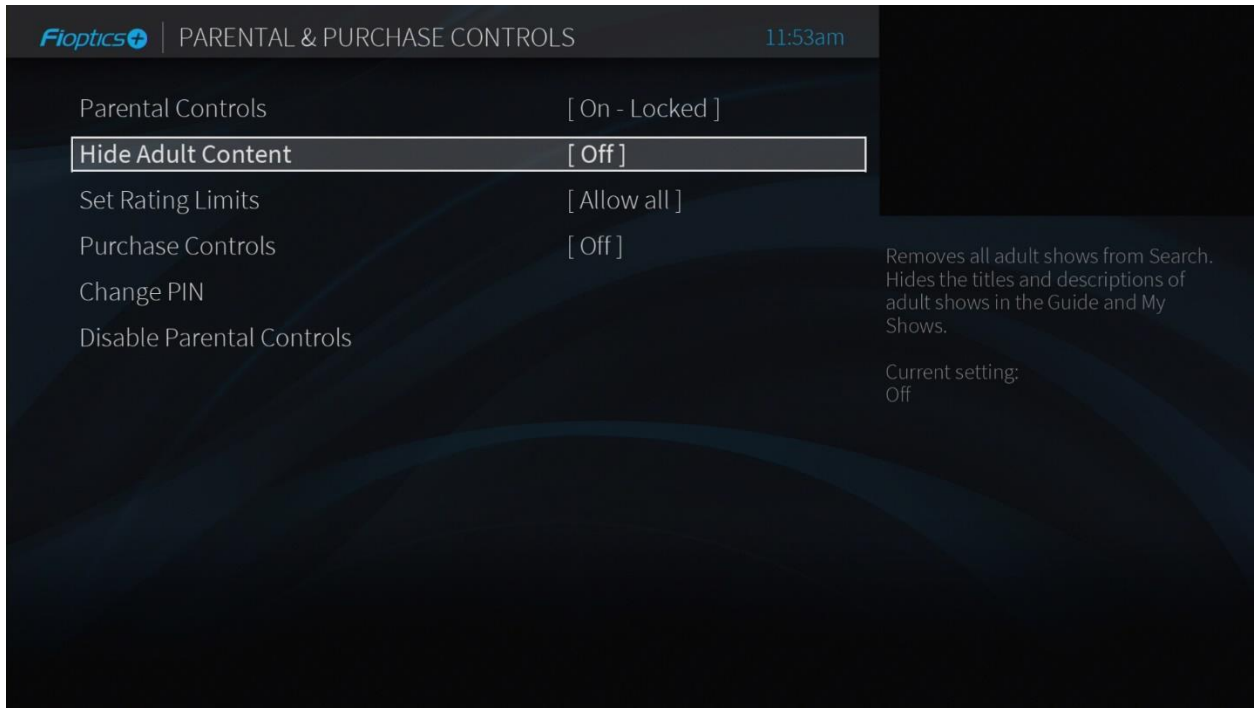 Fioptics+ PARENTAL & PURCHASE CONTROLS 11:53am
Parental Controls [ On - Locked ]
Hide Adult Content [ Off ]
Set Rating Limits [ Allow all ]
Purchase Controls [ Off ]
Change PIN
Disable Parental Controls
Removes all adult shows from Search.
Hides the titles and descriptions of
adult shows in the Guide and My
Shows.
Current setting:
Off